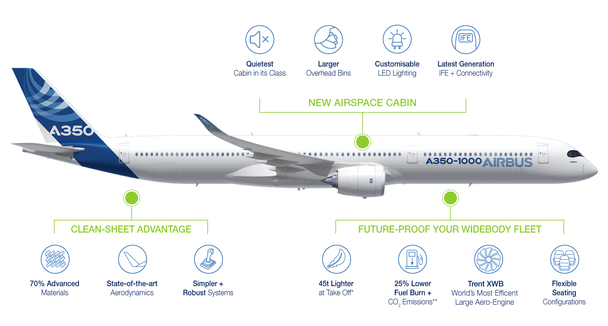 IFE
Quietest
Cabin in its Class
Larger
Overhead Bins
Customisable
LED Lighting
Latest Generation
IFE + Connectivity
NEW AIRSPACE CABIN
A350
A350-1000 AIRBUS
CLEAN-SHEET ADVANTAGE
FUTURE-PROOF YOUR WIDEBODY FLEET
70% Advanced
Materials
State-of-the-art
Aerodynamics
Simpler +
Robust Systems
45t Lighter
at Take Off*
25% Lower
Fuel Burn +
CO₂ Emissions**
Trent XWB
World's Most Efficent
Large Aero-Engine
Flexible
Seating
Configurations